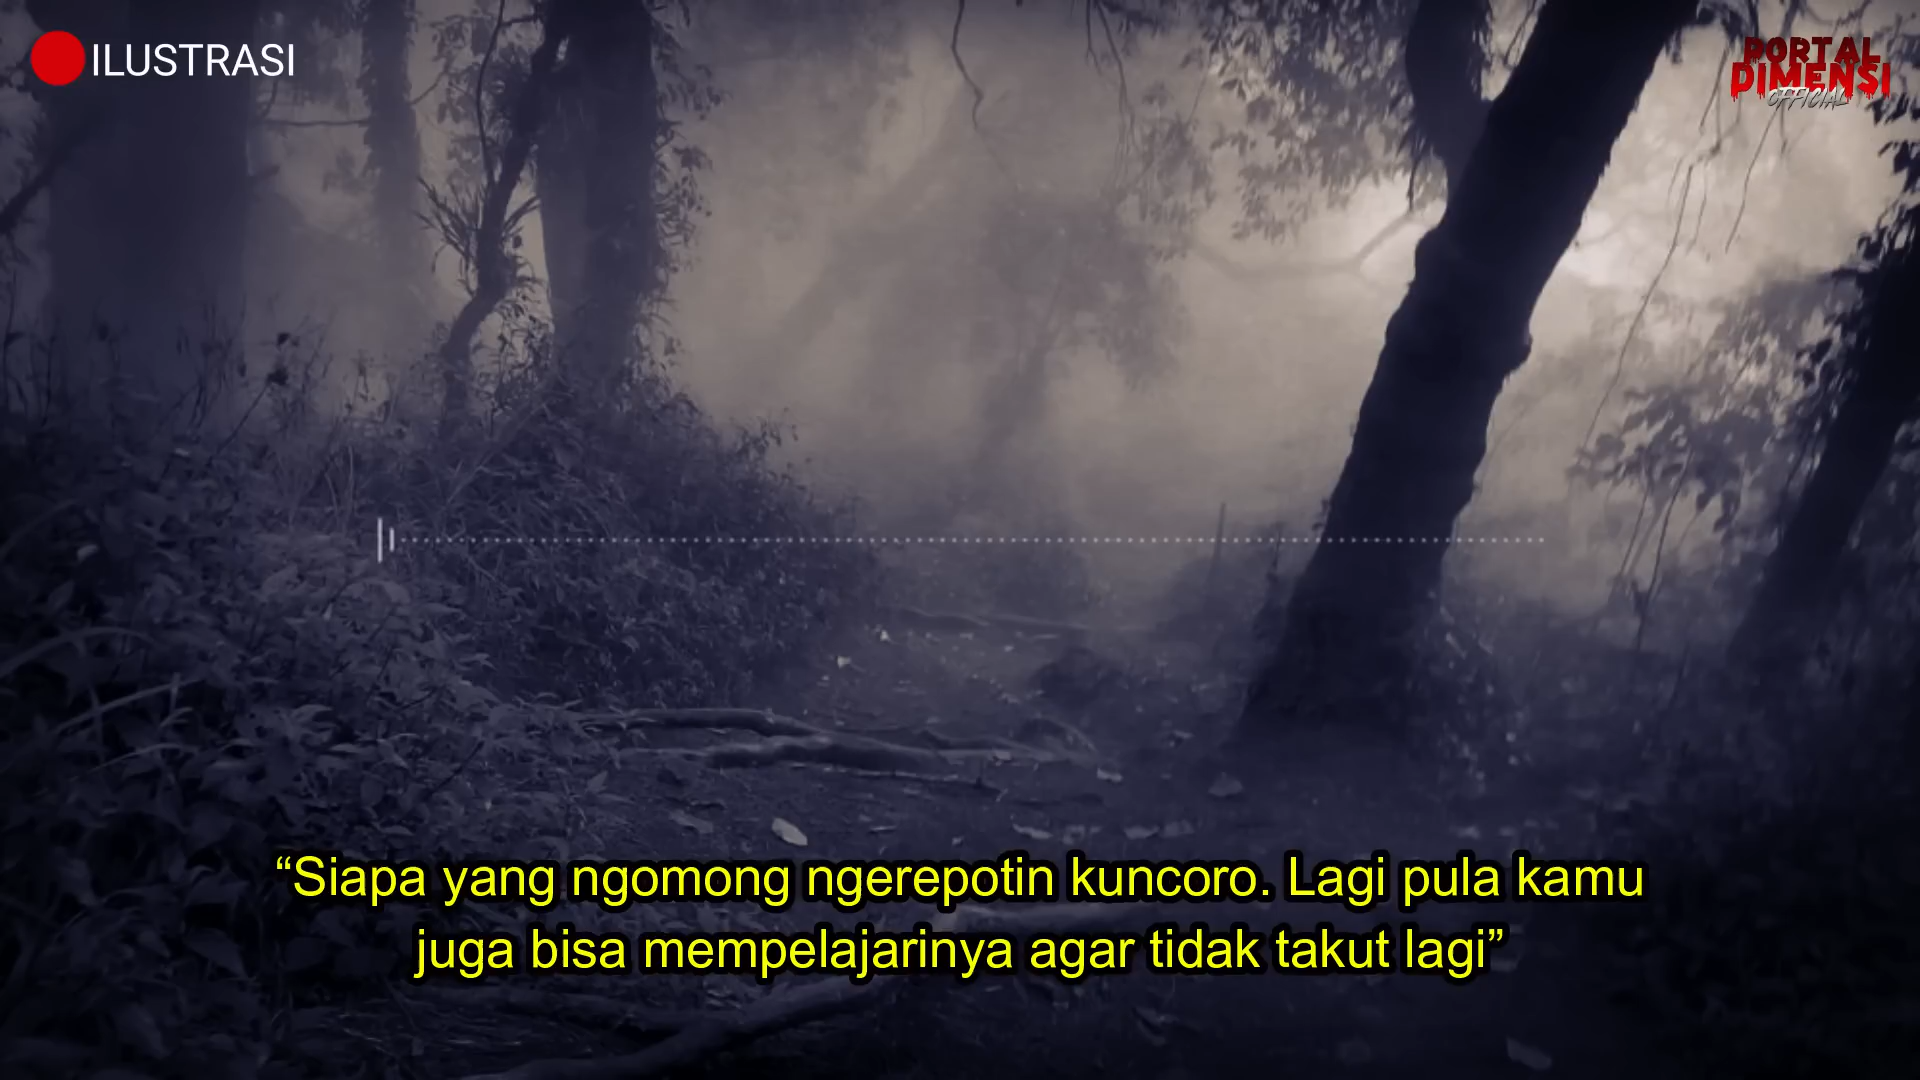 ILUSTRASI
PORTAL
DIMENSI
OFFICIAL
“Siapa yang ngomong ngerepotin kuncoro. Lagi pula kamu
juga bisa mempelajarinya agar tidak takut lagi”